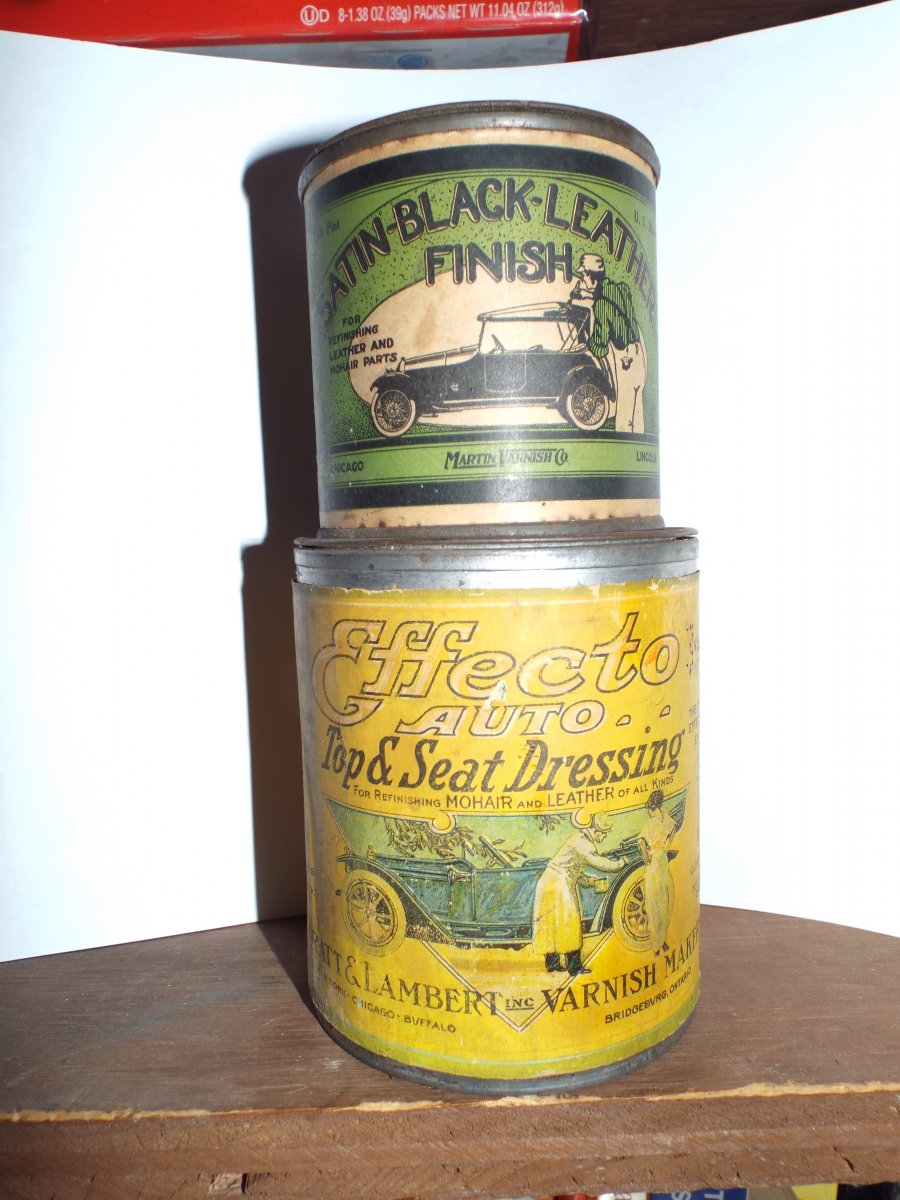 UD 8-1.38 OZ (39g) PACKS NET WT 11.04 OZ (312g)
SATIN-BLACK-LEATHER
FINISH
FOR
REFINISHING
LEATHER AND
MOHAIR PARTS
CHICAGO
MARTIN VARNISH CO.
LINCOLN
Effecto
AUTO
Top & Seat Dressing
FOR REFINISHING MOHAIR AND LEATHER OF ALL KINDS
& LAMBERT INC VARNISH
CHICAGO - BUFFALO
BRIDGEBURG, ONTARIO